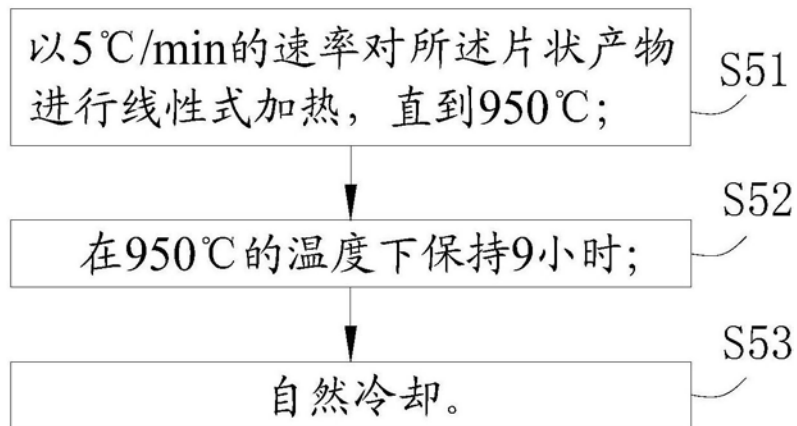 以5℃/min的速率对所述片状产物
进行线性式加热，直到950℃；
S51
S52
在950℃的温度下保持9小时；
S53
自然冷却。